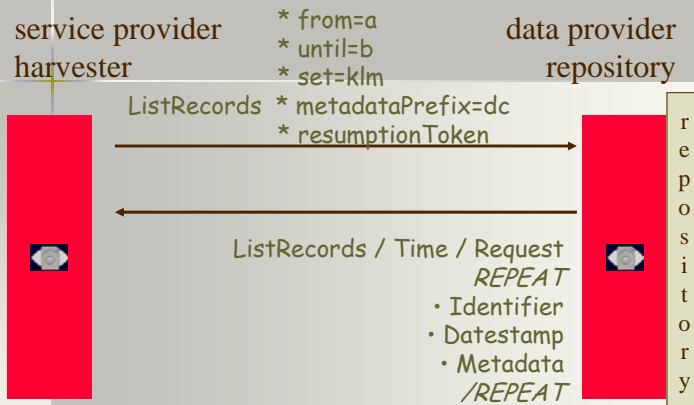 service provider
harvester
* from=a
* until=b
* set=klm
ListRecords * metadataPrefix=dc
* resumptionToken
data provider
repository
ListRecords / Time / Request
REPEAT
• Identifier
• Datestamp
• Metadata
/REPEAT
r
e
p
o
s
i
t
o
r
y